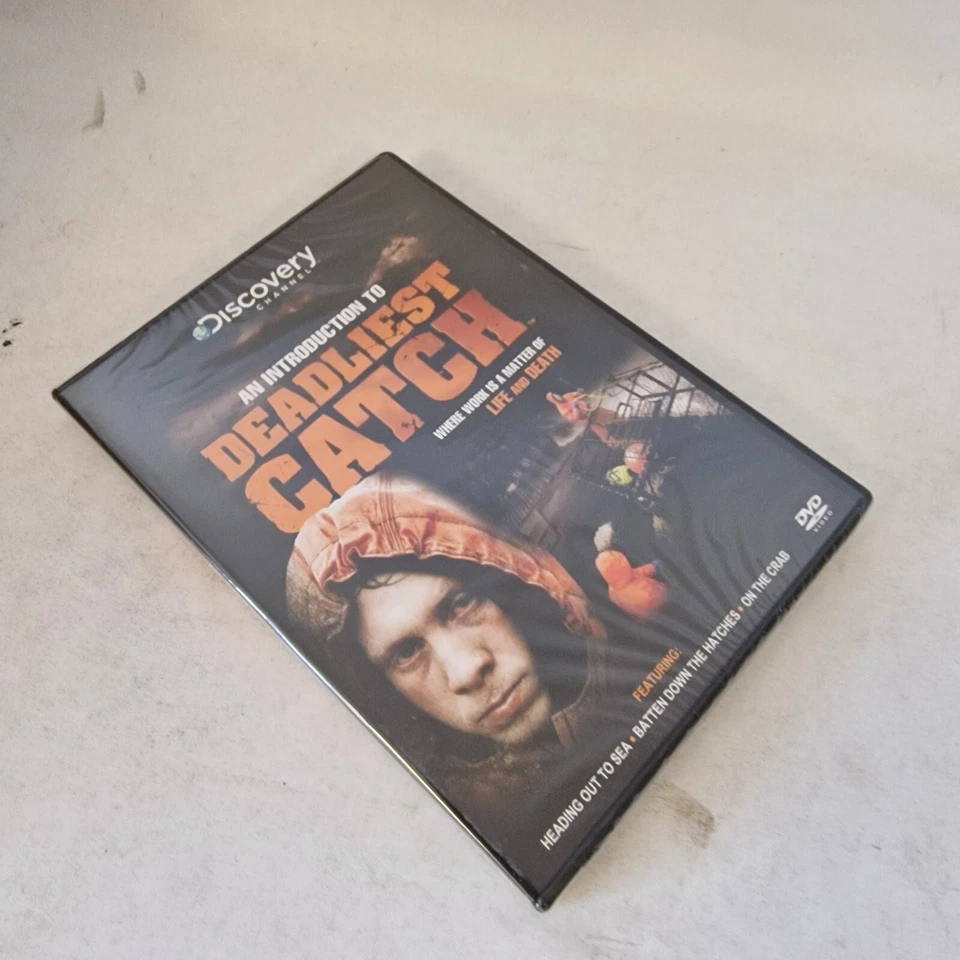 Discovery
CHANNEL
AN INTRODUCTION TO
DEADLIEST
CATCH™
WHERE WORK IS A MATTER OF
LIFE AND DEATH
DVD
VIDEO
FEATURING:
HEADING OUT TO SEA • BATTEN DOWN THE HATCHES • ON THE CRAB